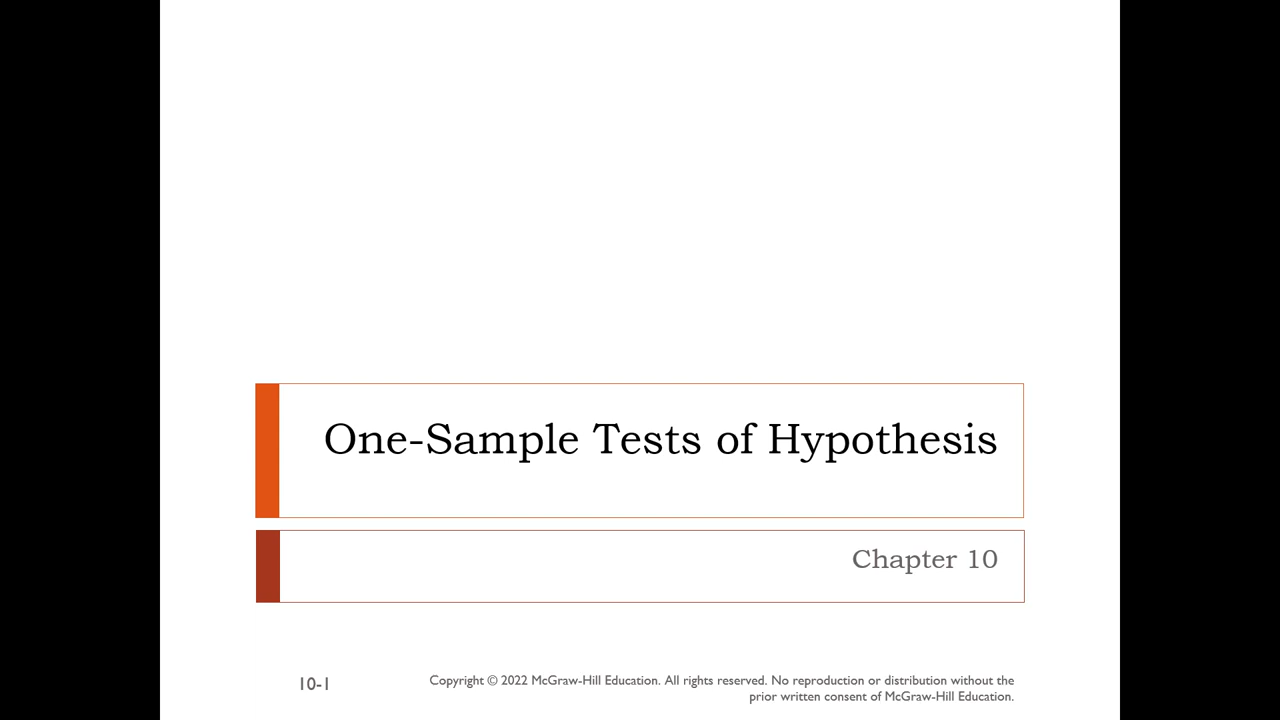 One-Sample Tests of Hypothesis
Chapter 10
10-1
Copyright © 2022 McGraw-Hill Education. All rights reserved. No reproduction or distribution without the
prior written consent of McGraw-Hill Education.